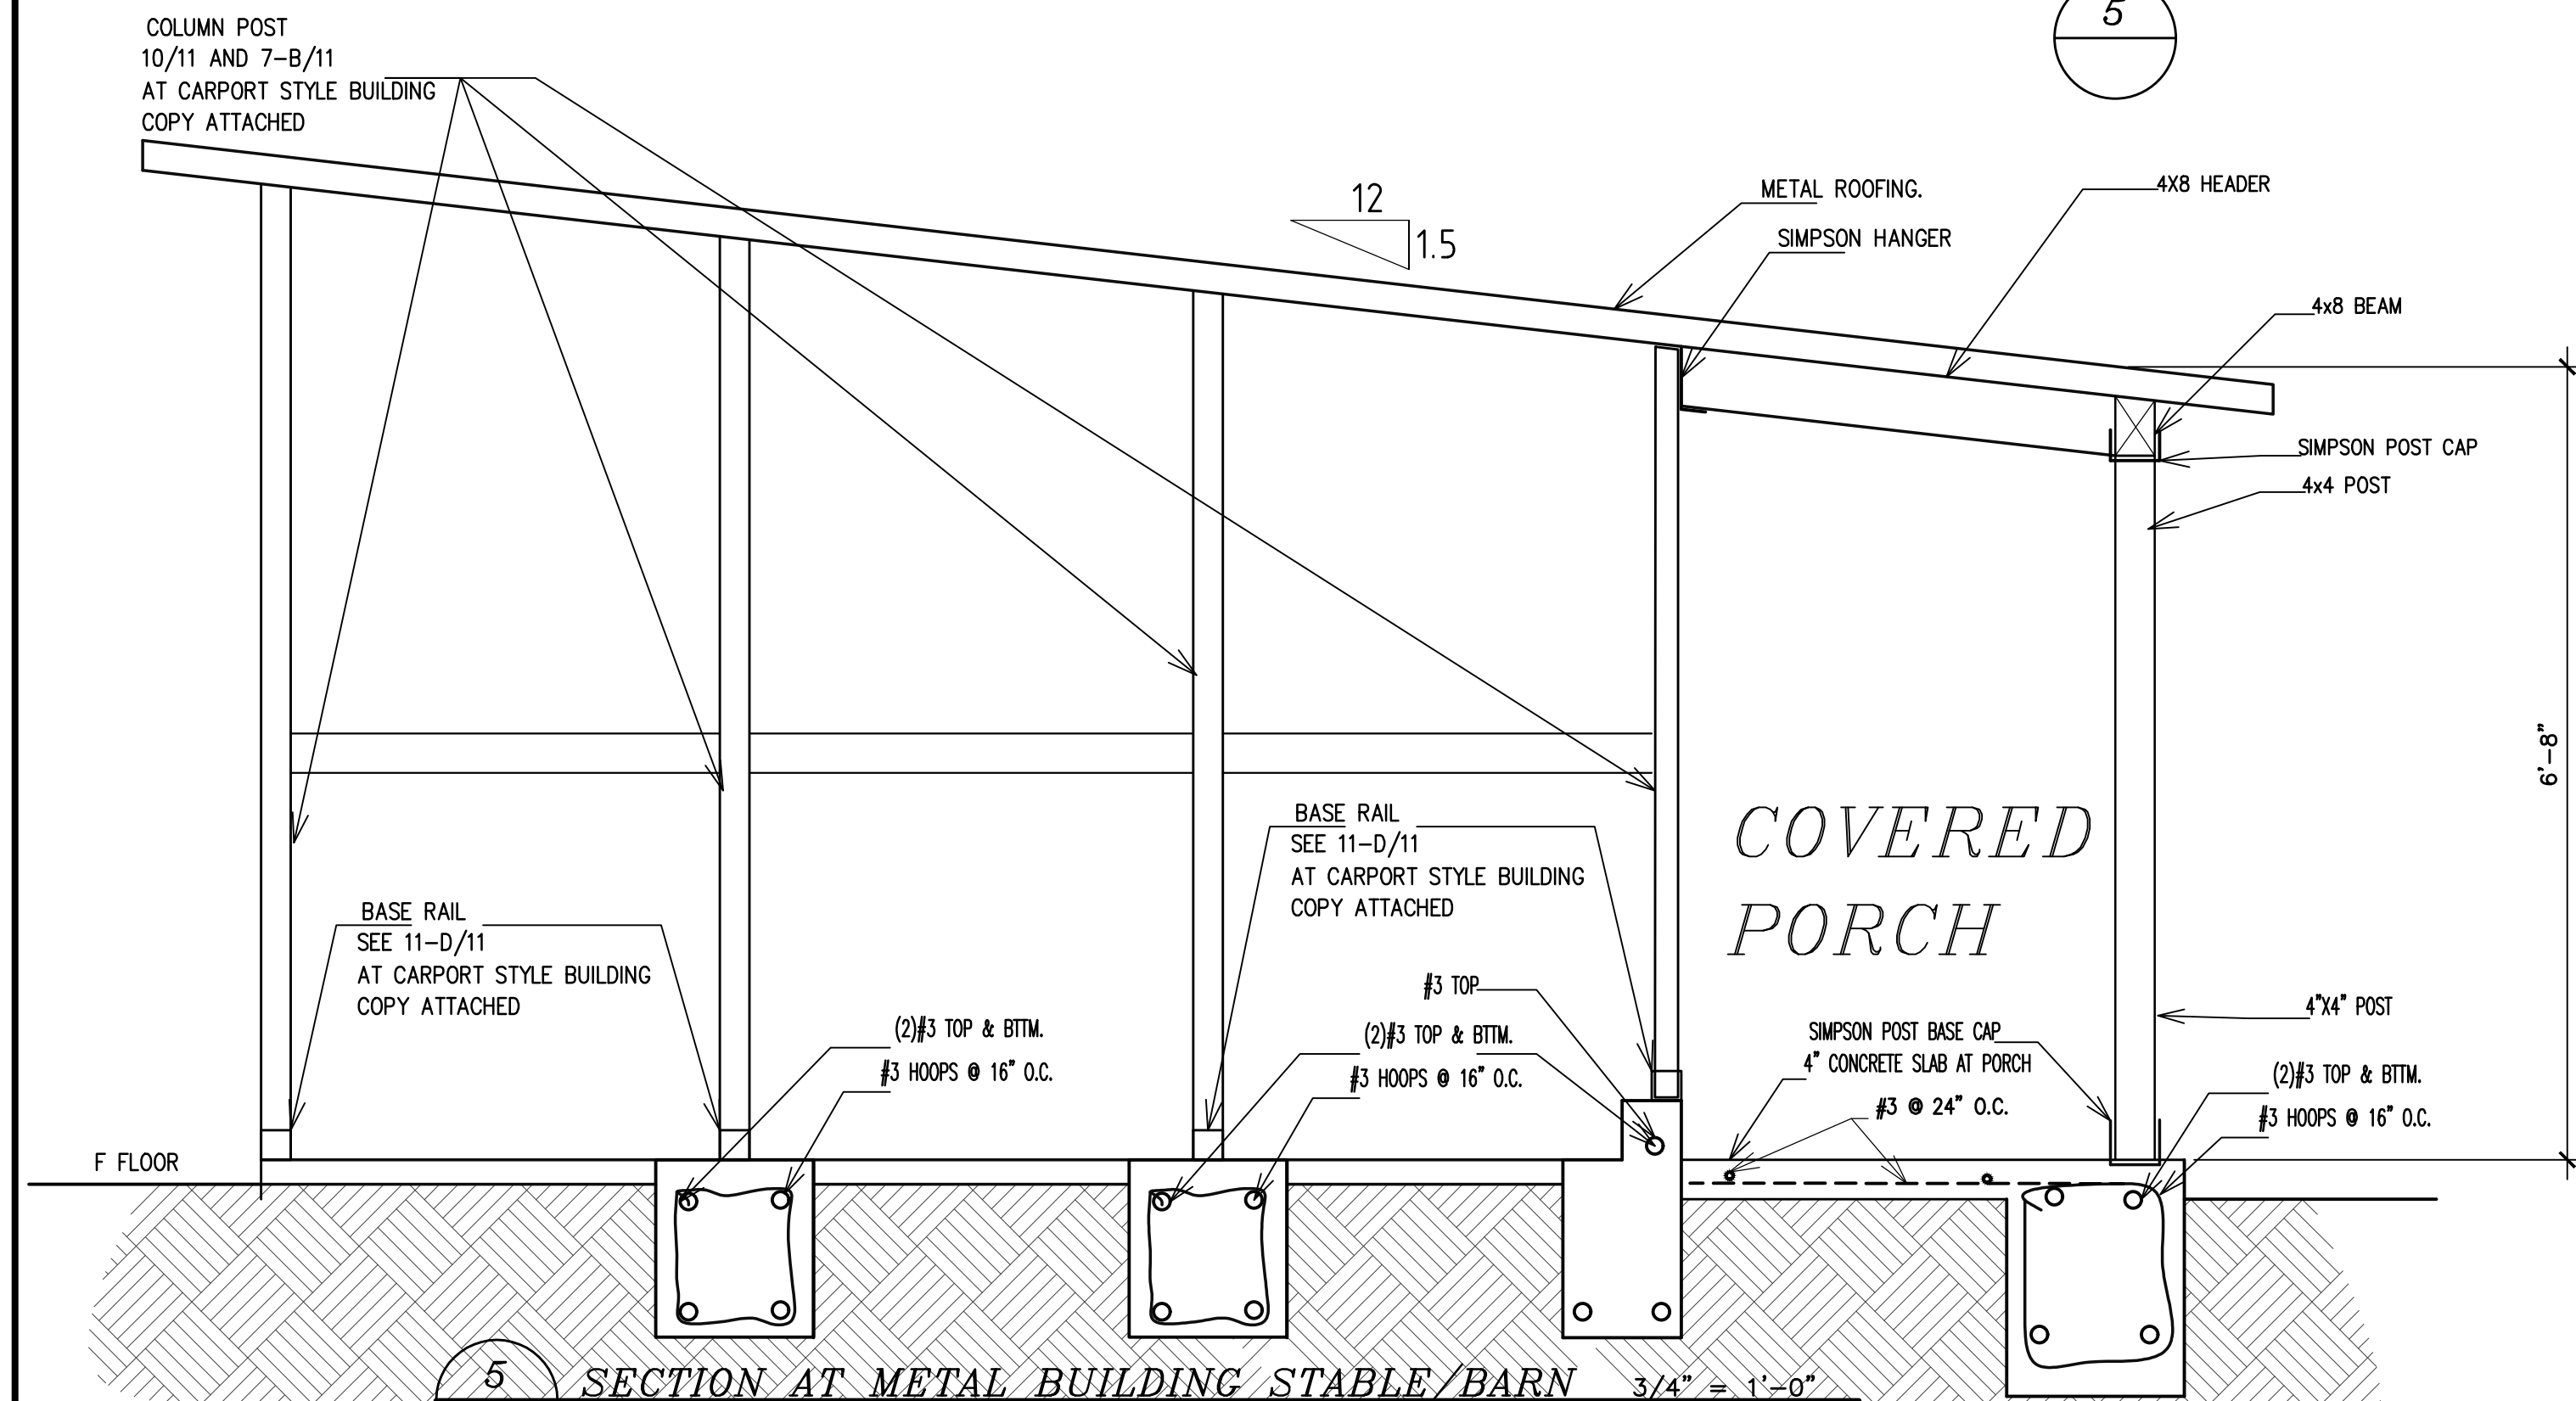 5
COLUMN POST
10/11 AND 7-B/11
AT CARPORT STYLE BUILDING
COPY ATTACHED
12
1.5
METAL ROOFING.
SIMPSON HANGER
4X8 HEADER
4x8 BEAM
SIMPSON POST CAP
4x4 POST
6'-8"
COVERED
PORCH
BASE RAIL
SEE 11-D/11
AT CARPORT STYLE BUILDING
COPY ATTACHED
BASE RAIL
SEE 11-D/11
AT CARPORT STYLE BUILDING
COPY ATTACHED
(2)#3 TOP & BTTM.
#3 HOOPS @ 16" O.C.
#3 TOP
(2)#3 TOP & BTTM.
#3 HOOPS @ 16" O.C.
SIMPSON POST BASE CAP
4" CONCRETE SLAB AT PORCH
#3 @ 24" O.C.
4"X4" POST
(2)#3 TOP & BTTM.
#3 HOOPS @ 16" O.C.
F FLOOR
5 SECTION AT METAL BUILDING STABLE/BARN 3/4" = 1'-0"